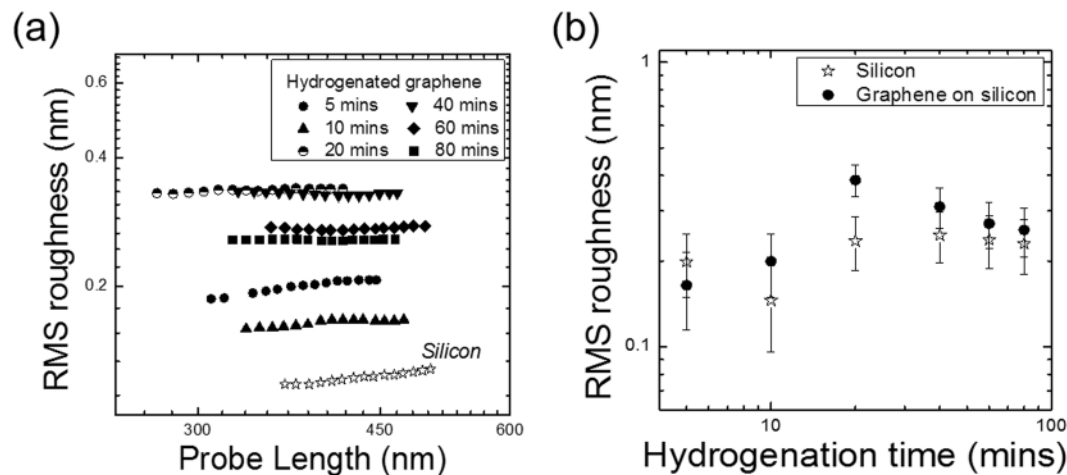 (a)
RMS roughness (nm)
0.6
0.4
0.2
Hydrogenated graphene
5 mins
40 mins
10 mins
60 mins
20 mins
80 mins
Silicon
300
450
600
Probe Length (nm)
(b)
RMS roughness (nm)
1
0.1
Silicon
Graphene on silicon
10
100
Hydrogenation time (mins)